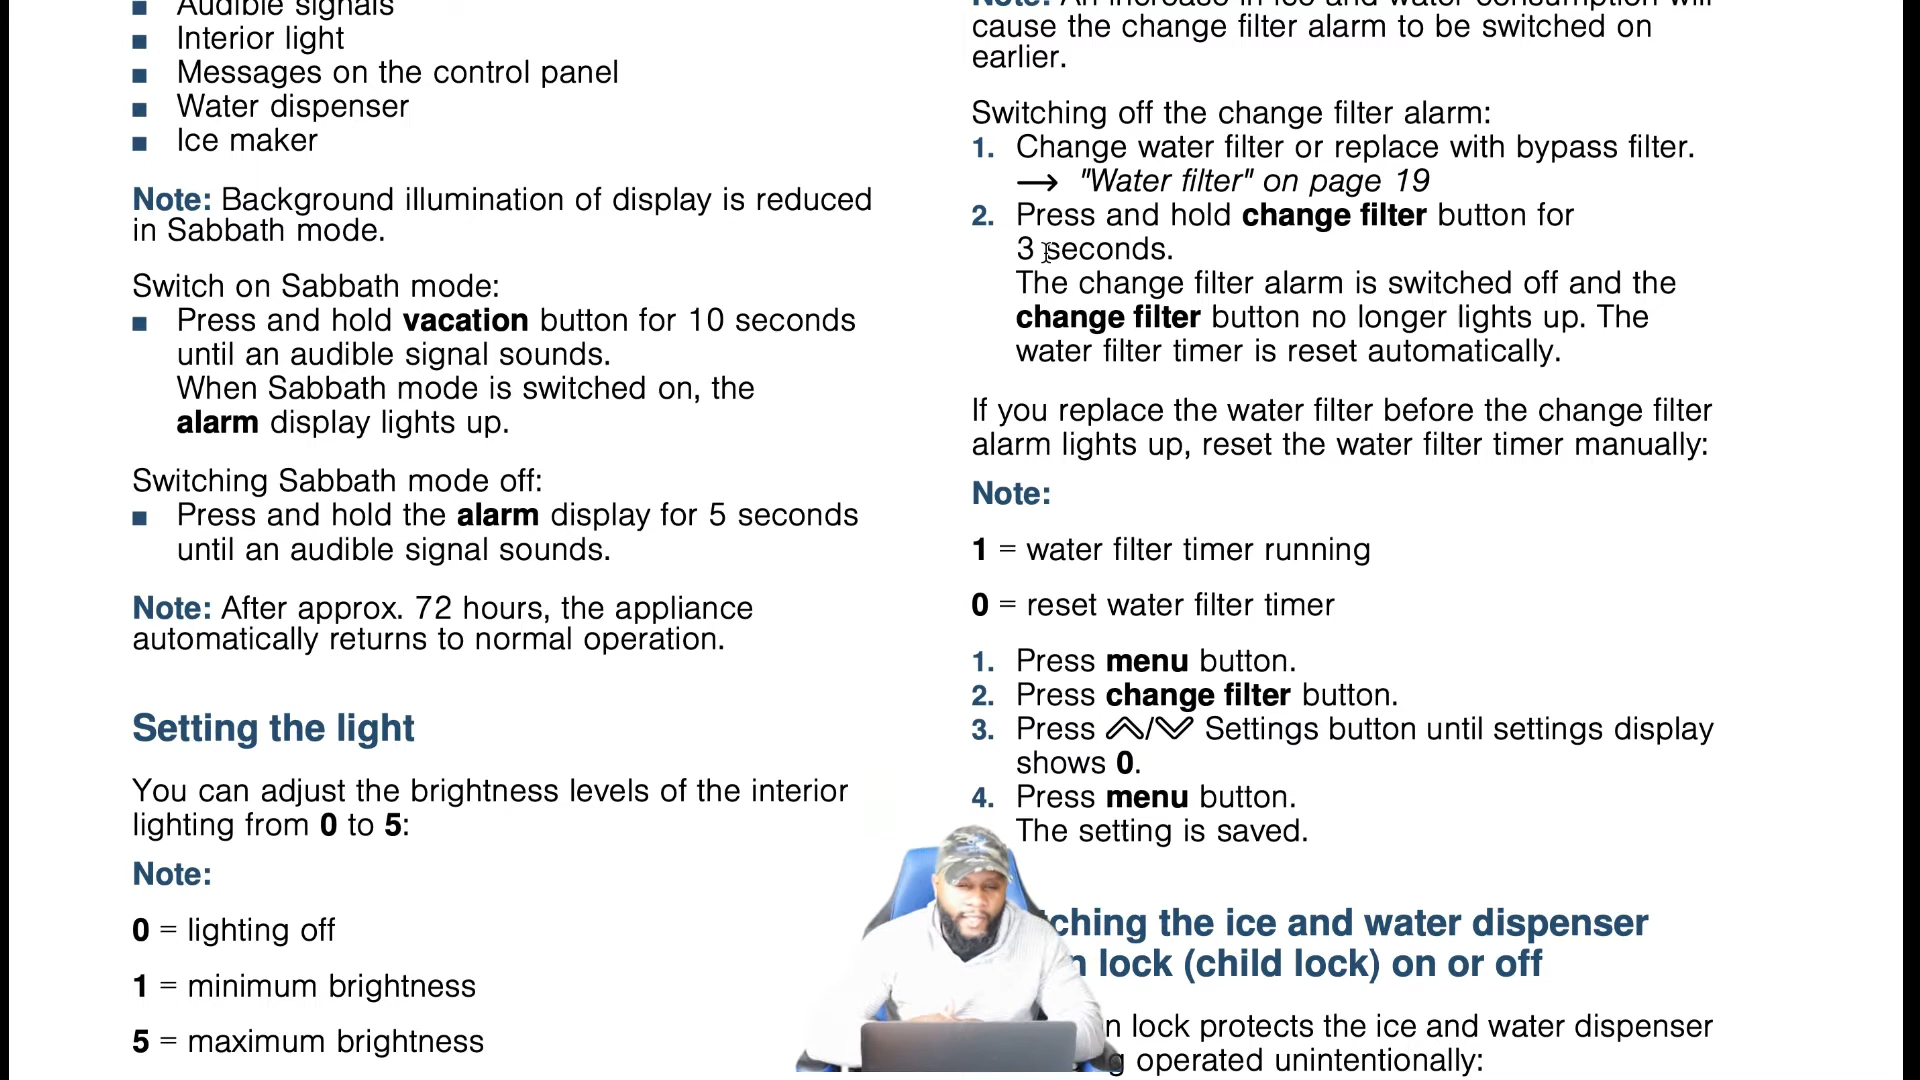 Audible signals
Interior light
Messages on the control panel
Water dispenser
Ice maker
Note: Background illumination of display is reduced
in Sabbath mode.
Switch on Sabbath mode:
Press and hold vacation button for 10 seconds
until an audible signal sounds.
When Sabbath mode is switched on, the
alarm display lights up.
Switching Sabbath mode off:
Press and hold the alarm display for 5 seconds
until an audible signal sounds.
Note: After approx. 72 hours, the appliance
automatically returns to normal operation.
Setting the light
You can adjust the brightness levels of the interior
lighting from 0 to 5:
Note:
0 = lighting off
1 = minimum brightness
5 = maximum brightness
Note: An increase in ice and water consumption will
cause the change filter alarm to be switched on
earlier.
Switching off the change filter alarm:
1. Change water filter or replace with bypass filter.
→ "Water filter" on page 19
2. Press and hold change filter button for
3 seconds.
The change filter alarm is switched off and the
change filter button no longer lights up. The
water filter timer is reset automatically.
If you replace the water filter before the change filter
alarm lights up, reset the water filter timer manually:
Note:
1 = water filter timer running
0 = reset water filter timer
1. Press menu button.
2. Press change filter button.
3. Press ︽/︾ Settings button until settings display
shows 0.
4. Press menu button.
The setting is saved.
tching the ice and water dispenser
n lock (child lock) on or off
n lock protects the ice and water dispenser
g operated unintentionally: